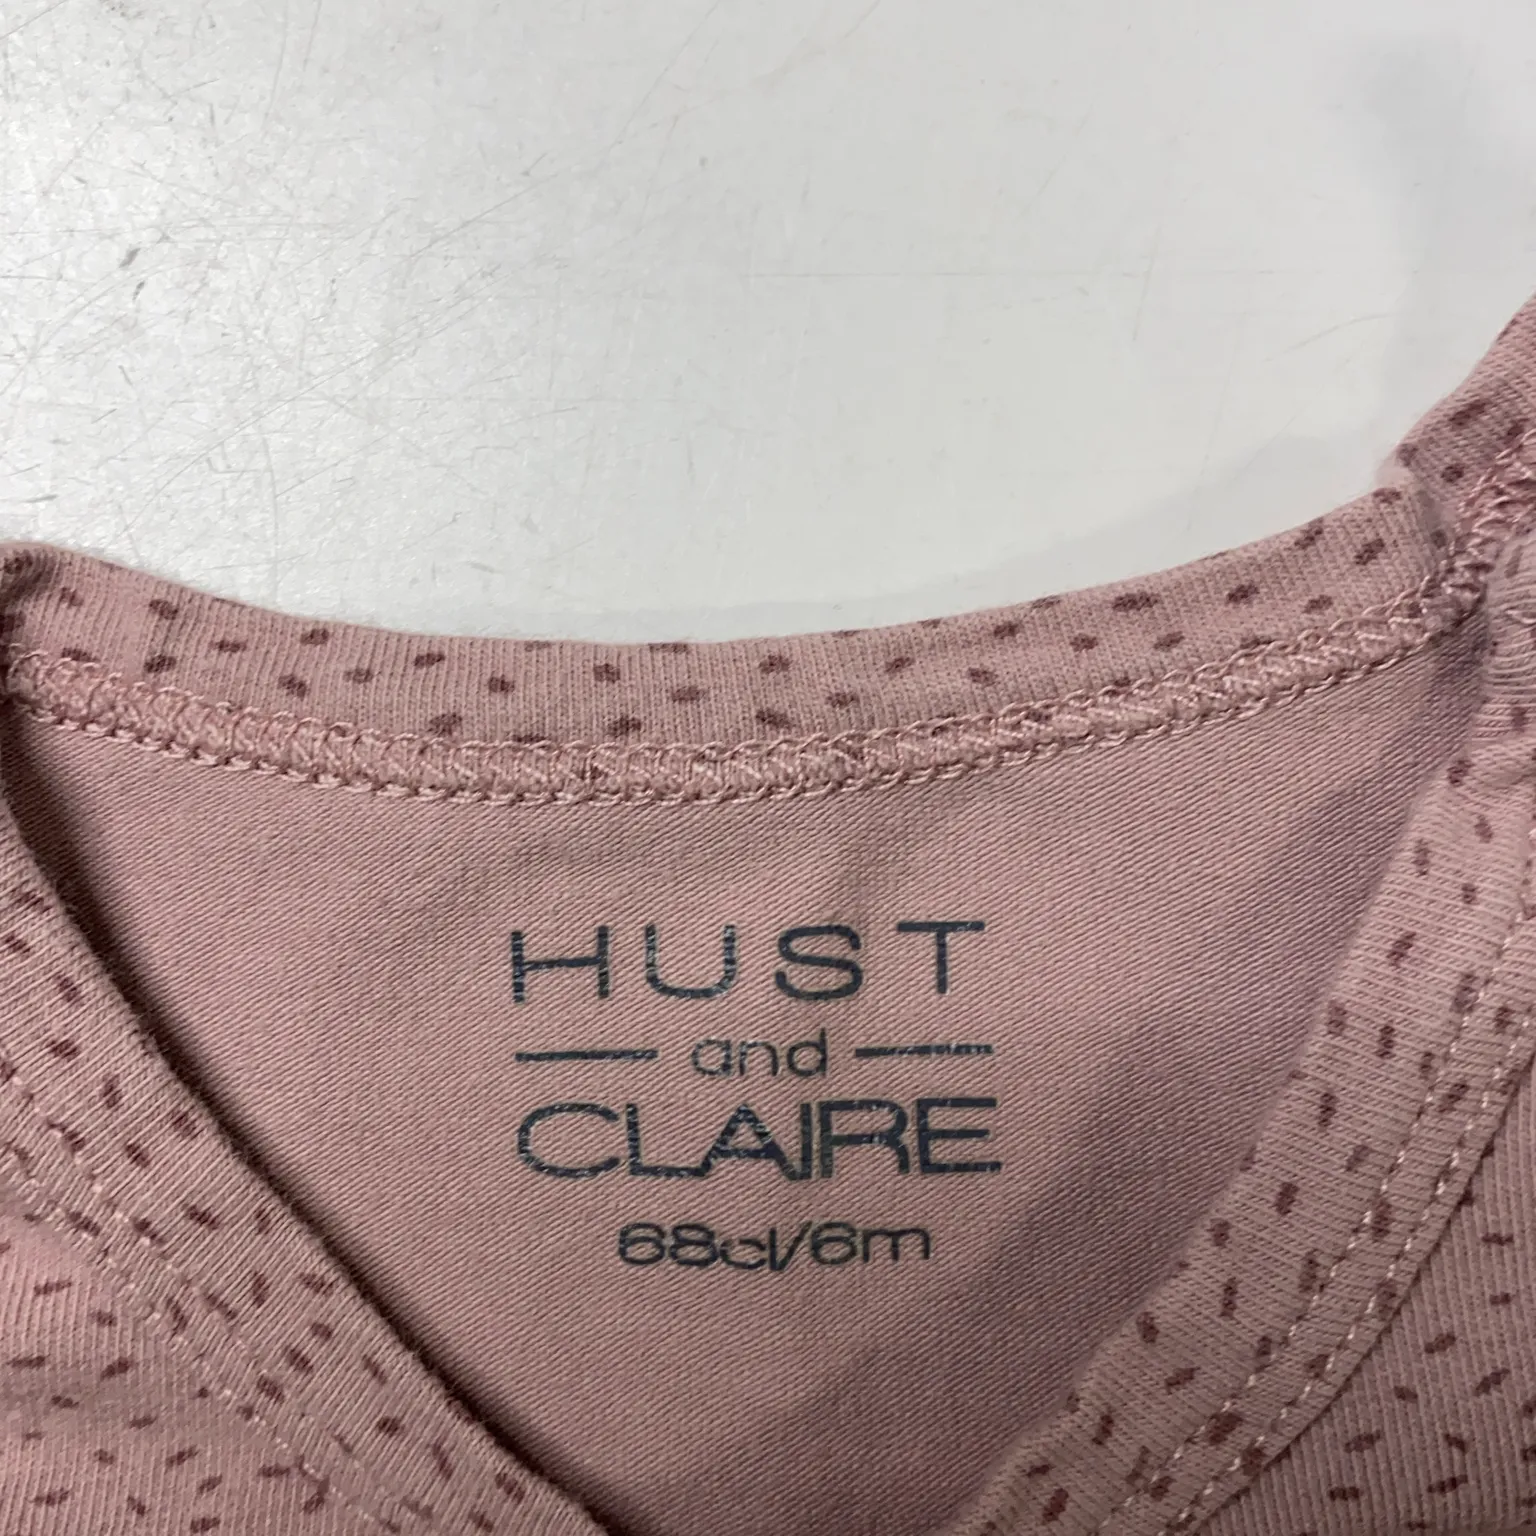 HUST
and
CLAIRE
68cl/6m